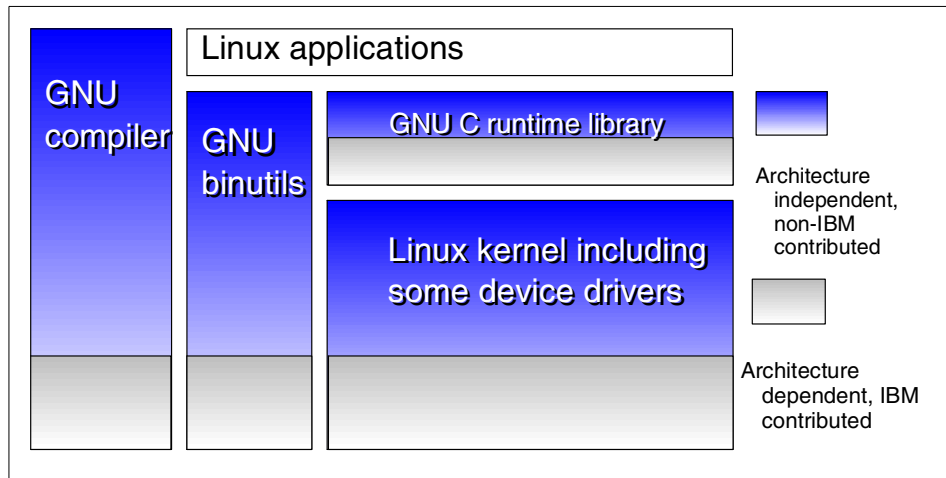 Linux applications
GNU
compiler
GNU
binutils
GNU C runtime library
Linux kernel including
some device drivers
Architecture
independent,
non-IBM
contributed
Architecture
dependent, IBM
contributed